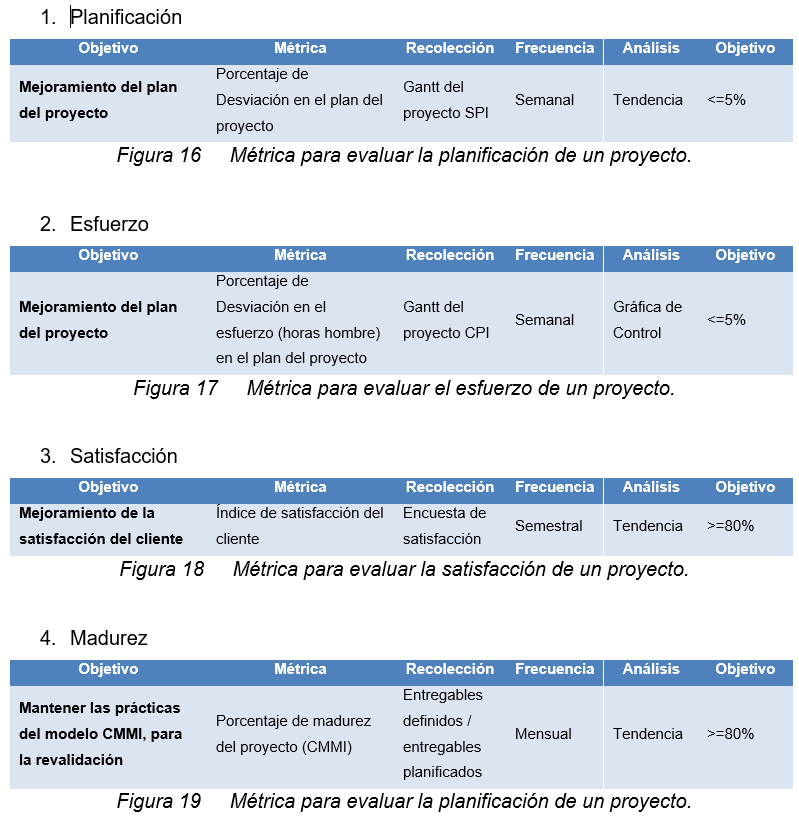 1. Planificación
Objetivo Métrica Recolección Frecuencia Análisis Objetivo
Mejoramiento del plan
del proyecto
Porcentaje de
Desviación en el plan del
proyecto
Gantt del
proyecto SPI
Semanal
Tendencia
<=5%
Figura 16 Métrica para evaluar la planificación de un proyecto.
2. Esfuerzo
Objetivo Métrica Recolección Frecuencia Análisis Objetivo
Mejoramiento del plan
del proyecto
Porcentaje de
Desviación en el
esfuerzo (horas hombre)
en el plan del proyecto
Gantt del
proyecto CPI
Semanal
Gráfica de
Control
<=5%
Figura 17 Métrica para evaluar el esfuerzo de un proyecto.
3. Satisfacción
Objetivo Métrica Recolección Frecuencia Análisis Objetivo
Mejoramiento de la
satisfacción del cliente
Índice de satisfacción del
cliente
Encuesta de
satisfacción
Semestral
Tendencia
>=80%
Figura 18 Métrica para evaluar la satisfacción de un proyecto.
4. Madurez
Objetivo Métrica Recolección Frecuencia Análisis Objetivo
Mantener las prácticas
del modelo CMMI, para
la revalidación
Porcentaje de madurez
del proyecto (CMMI)
Entregables
definidos /
entregables
planificados
Mensual
Tendencia
>=80%
Figura 19 Métrica para evaluar la planificación de un proyecto.